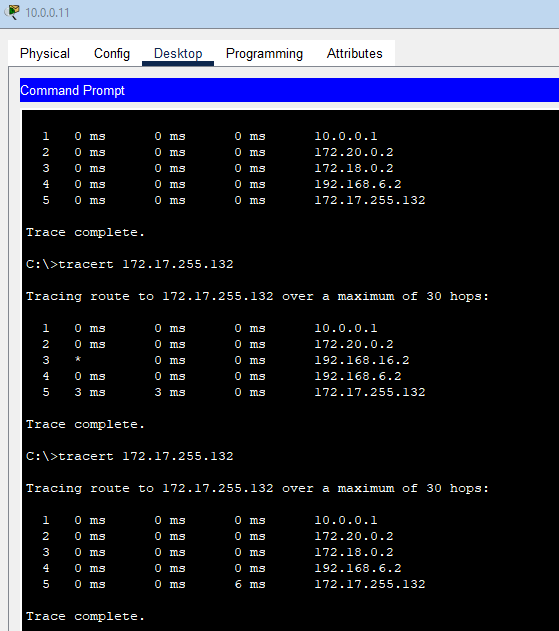 10.0.0.11
Physical Config Desktop Programming Attributes
Command Prompt
1 0 ms 0 ms 0 ms 10.0.0.1
2 0 ms 0 ms 0 ms 172.20.0.2
3 0 ms 0 ms 0 ms 172.18.0.2
4 0 ms 0 ms 0 ms 192.168.6.2
5 0 ms 0 ms 0 ms 172.17.255.132
Trace complete.
C:\>tracert 172.17.255.132
Tracing route to 172.17.255.132 over a maximum of 30 hops:
1 0 ms 0 ms 0 ms 10.0.0.1
2 0 ms 0 ms 0 ms 172.20.0.2
3 * 0 ms 0 ms 192.168.16.2
4 0 ms 0 ms 0 ms 192.168.6.2
5 3 ms 3 ms 0 ms 172.17.255.132
Trace complete.
C:\>tracert 172.17.255.132
Tracing route to 172.17.255.132 over a maximum of 30 hops:
1 0 ms 0 ms 0 ms 10.0.0.1
2 0 ms 0 ms 0 ms 172.20.0.2
3 0 ms 0 ms 0 ms 172.18.0.2
4 0 ms 0 ms 0 ms 192.168.6.2
5 0 ms 0 ms 6 ms 172.17.255.132
Trace complete.